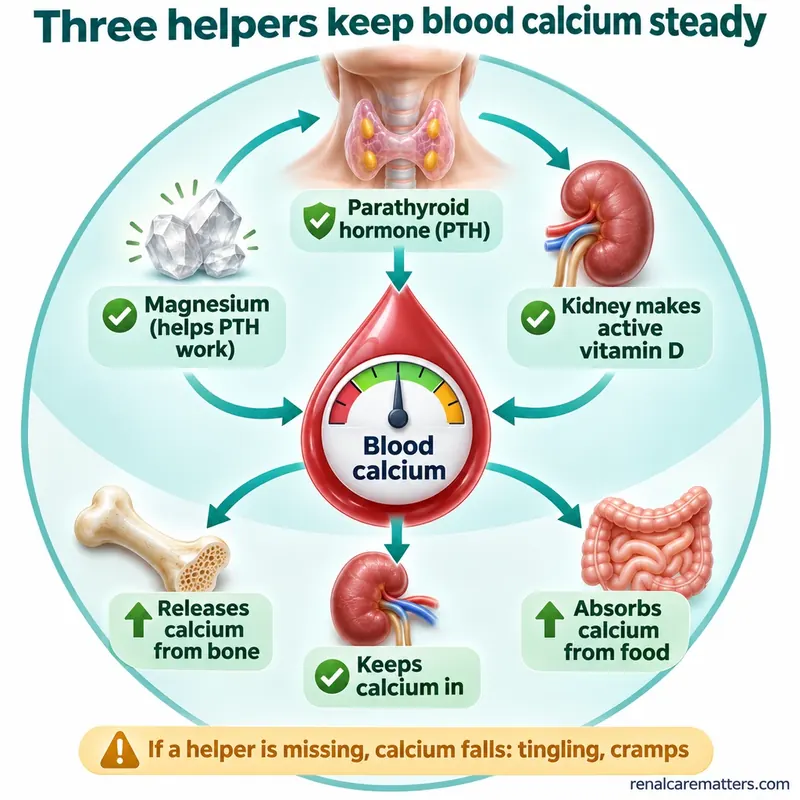 Three helpers keep blood calcium steady
Parathyroid
hormone (PTH)
Magnesium
(helps PTH
work)
Kidney makes
active
vitamin D
Blood
calcium
Releases
calcium
from bone
Keeps
calcium in
Absorbs
calcium
from food
If a helper is missing, calcium falls: tingling, cramps
renalcarematters.com